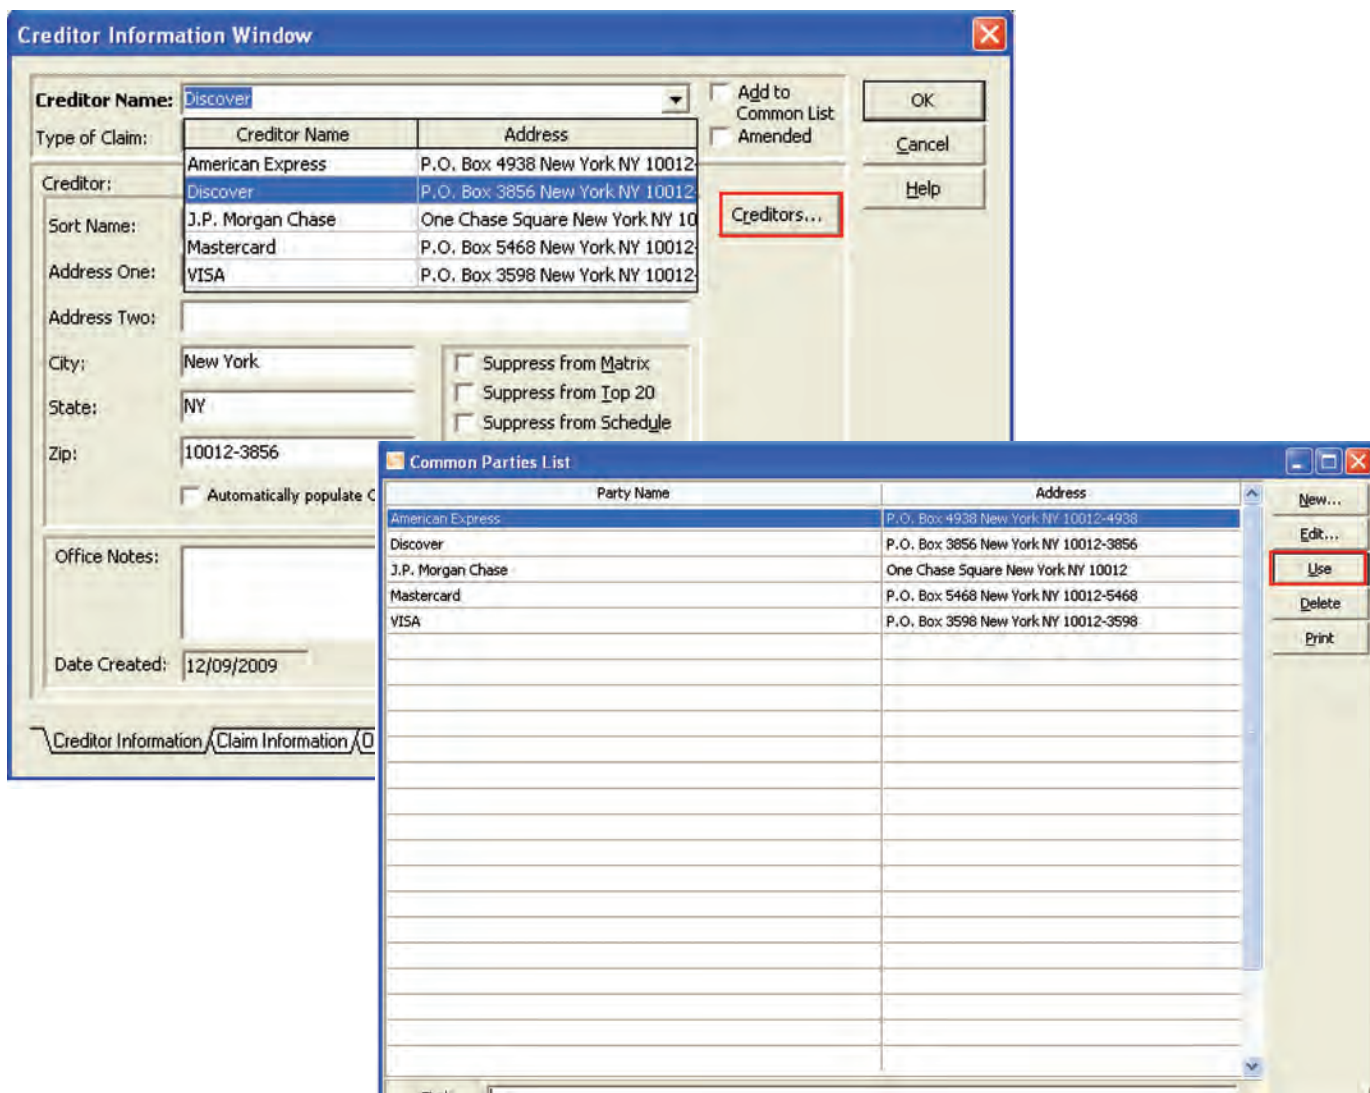 Creditor Information Window
Creditor Name: Discover
Add to
Common List
OK
Type of Claim:
Creditor Name Address
Amended
Cancel
American Express P.O. Box 4938 New York NY 10012-
Creditor:
Discover P.O. Box 3856 New York NY 10012-
Help
Sort Name:
J.P. Morgan Chase One Chase Square New York NY 10
Creditors...
Mastercard P.O. Box 5468 New York NY 10012-
Address One:
VISA P.O. Box 3598 New York NY 10012-
Address Two:
City: New York
Suppress from Matrix
Suppress from Top 20
State: NY
Suppress from Schedule
Zip: 10012-3856
Automatically populate
Office Notes:
Date Created: 12/09/2009
Creditor Information Claim Information
Common Parties List
Party Name Address
New...
American Express P.O. Box 4938 New York NY 10012-4938
Edit...
Discover P.O. Box 3856 New York NY 10012-3856
J.P. Morgan Chase One Chase Square New York NY 10012
Use
Mastercard P.O. Box 5468 New York NY 10012-5468
Delete
VISA P.O. Box 3598 New York NY 10012-3598
Print